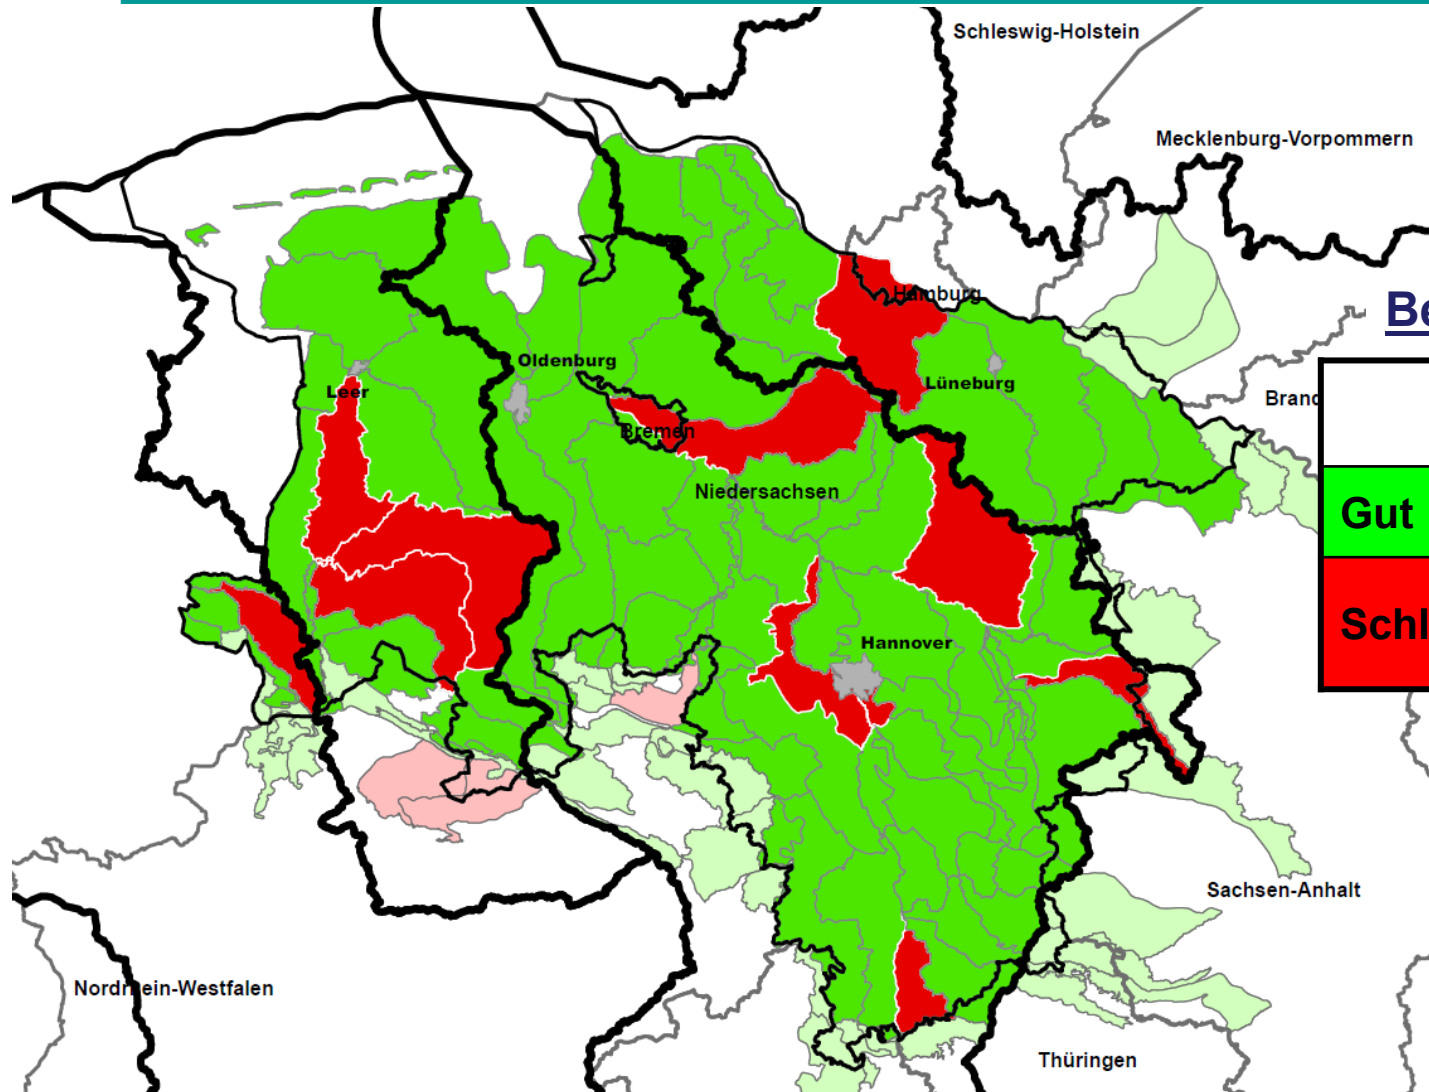 Schleswig-Holstein
Mecklenburg-Vorpommern
Hamburg
Be
Oldenburg
Lüneburg
Leer
Brand
Bremen
Niedersachsen
Gut
Schl
Hannover
Sachsen-Anhalt
Nordrhein-Westfalen
Thüringen